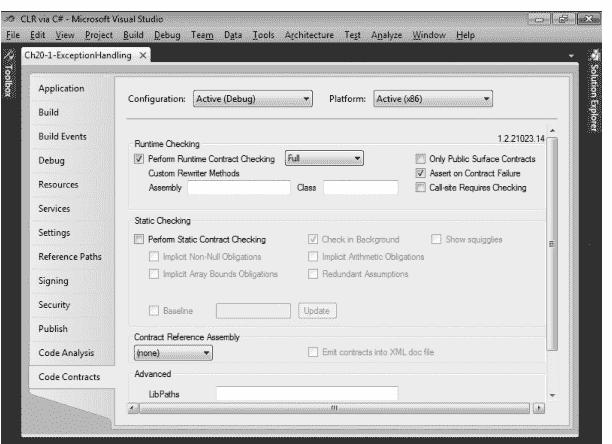 CLR via C# - Microsoft Visual Studio
File Edit View Project Build Debug Team Data Tools Architecture Test Analyze Window Help
Toolbox
Ch20-1-ExceptionHandling X
Solution Explorer
Application
Build
Build Events
Debug
Resources
Services
Settings
Reference Paths
Signing
Security
Publish
Code Analysis
Code Contracts
Configuration: Active (Debug) Platform: Active (x86)
1.2.21023.14
Runtime Checking
Perform Runtime Contract Checking Full Only Public Surface Contracts
Custom Rewriter Methods Assert on Contract Failure
Assembly Class Call-site Requires Checking
Static Checking
Perform Static Contract Checking Check in Background Show squigglies
Implicit Non-Null Obligations Implicit Arithmetic Obligations
Implicit Array Bounds Obligations Redundant Assumptions
Baseline Update
Contract Reference Assembly
(none) Emit contracts into XML doc file
Advanced
LibPaths